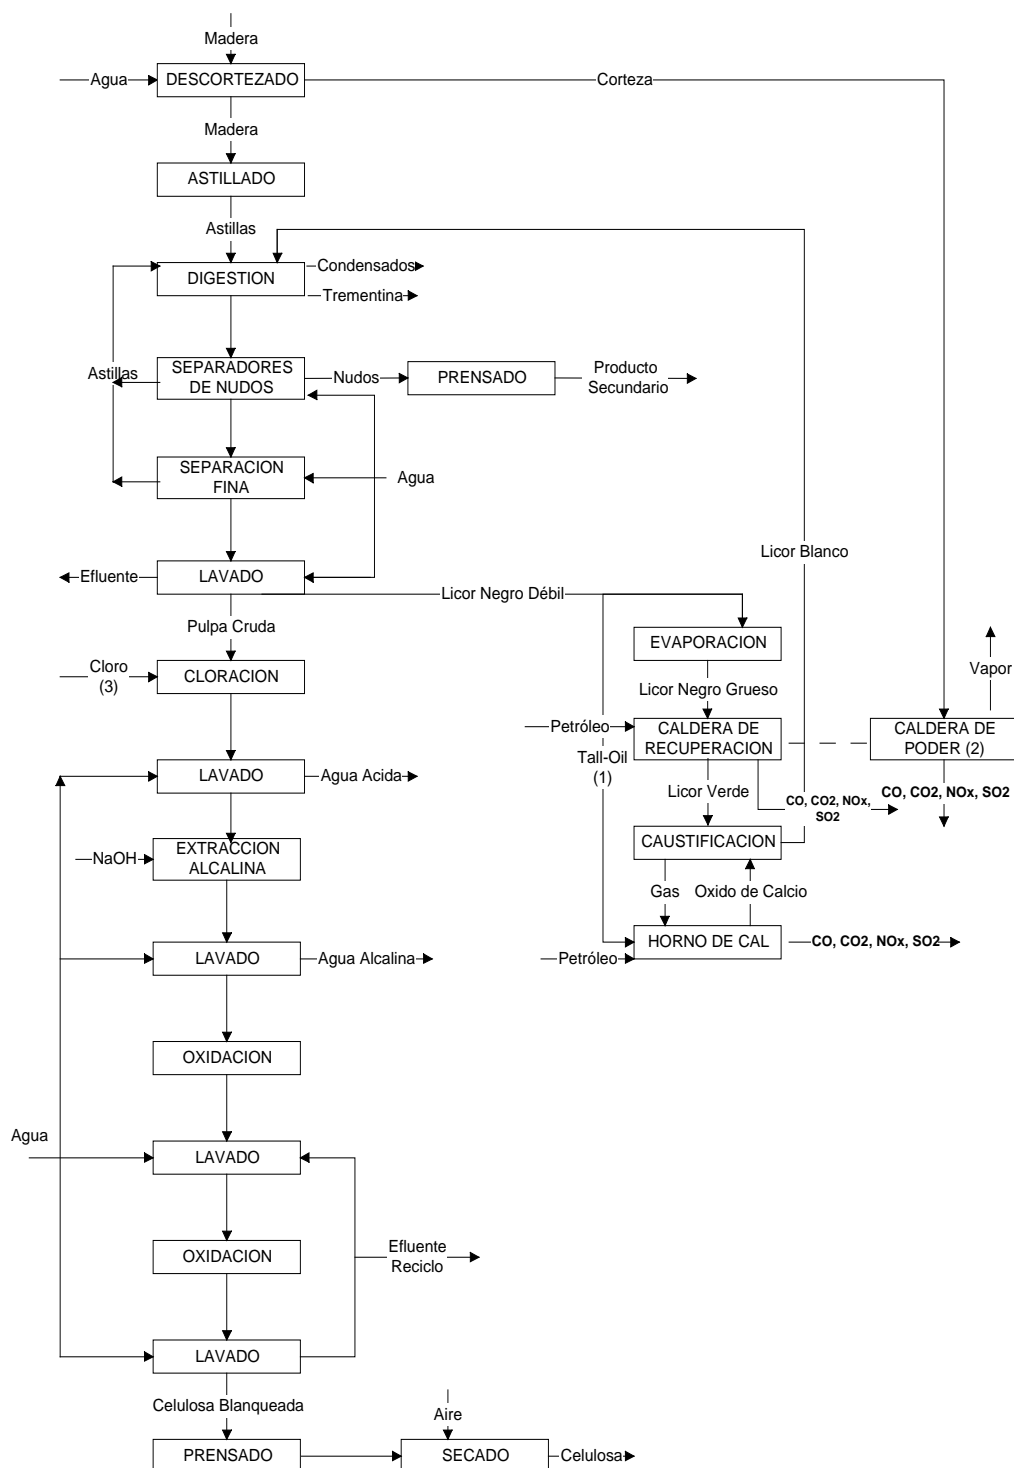 Madera
Agua
DESCORTEZADO
Corteza
Madera
ASTILLADO
Astillas
DIGESTION
Condensados
Trementina
Astillas
SEPARADORES
DE NUDOS
Nudos
PRENSADO
Producto
Secundario
SEPARACION
FINA
Agua
Licor Blanco
Efluente
LAVADO
Licor Negro Débil
Pulpa Cruda
EVAPORACION
Vapor
Cloro
(3)
CLORACION
Licor Negro Grueso
Petróleo
CALDERA DE
RECUPERACION
CALDERA DE
PODER (2)
Tall-Oil
(1)
LAVADO
Agua Acida
Licor Verde
CO, CO2, NOx,
SO2
CO, CO2, NOx, SO2
NaOH
EXTRACCION
ALCALINA
CAUSTIFICACION
Gas
Oxido de Calcio
HORNO DE CAL
CO, CO2, NOx, SO2
Petróleo
LAVADO
Agua Alcalina
OXIDACION
Agua
LAVADO
OXIDACION
Efluente
Reciclo
LAVADO
Celulosa Blanqueada
Aire
PRENSADO
SECADO
Celulosa